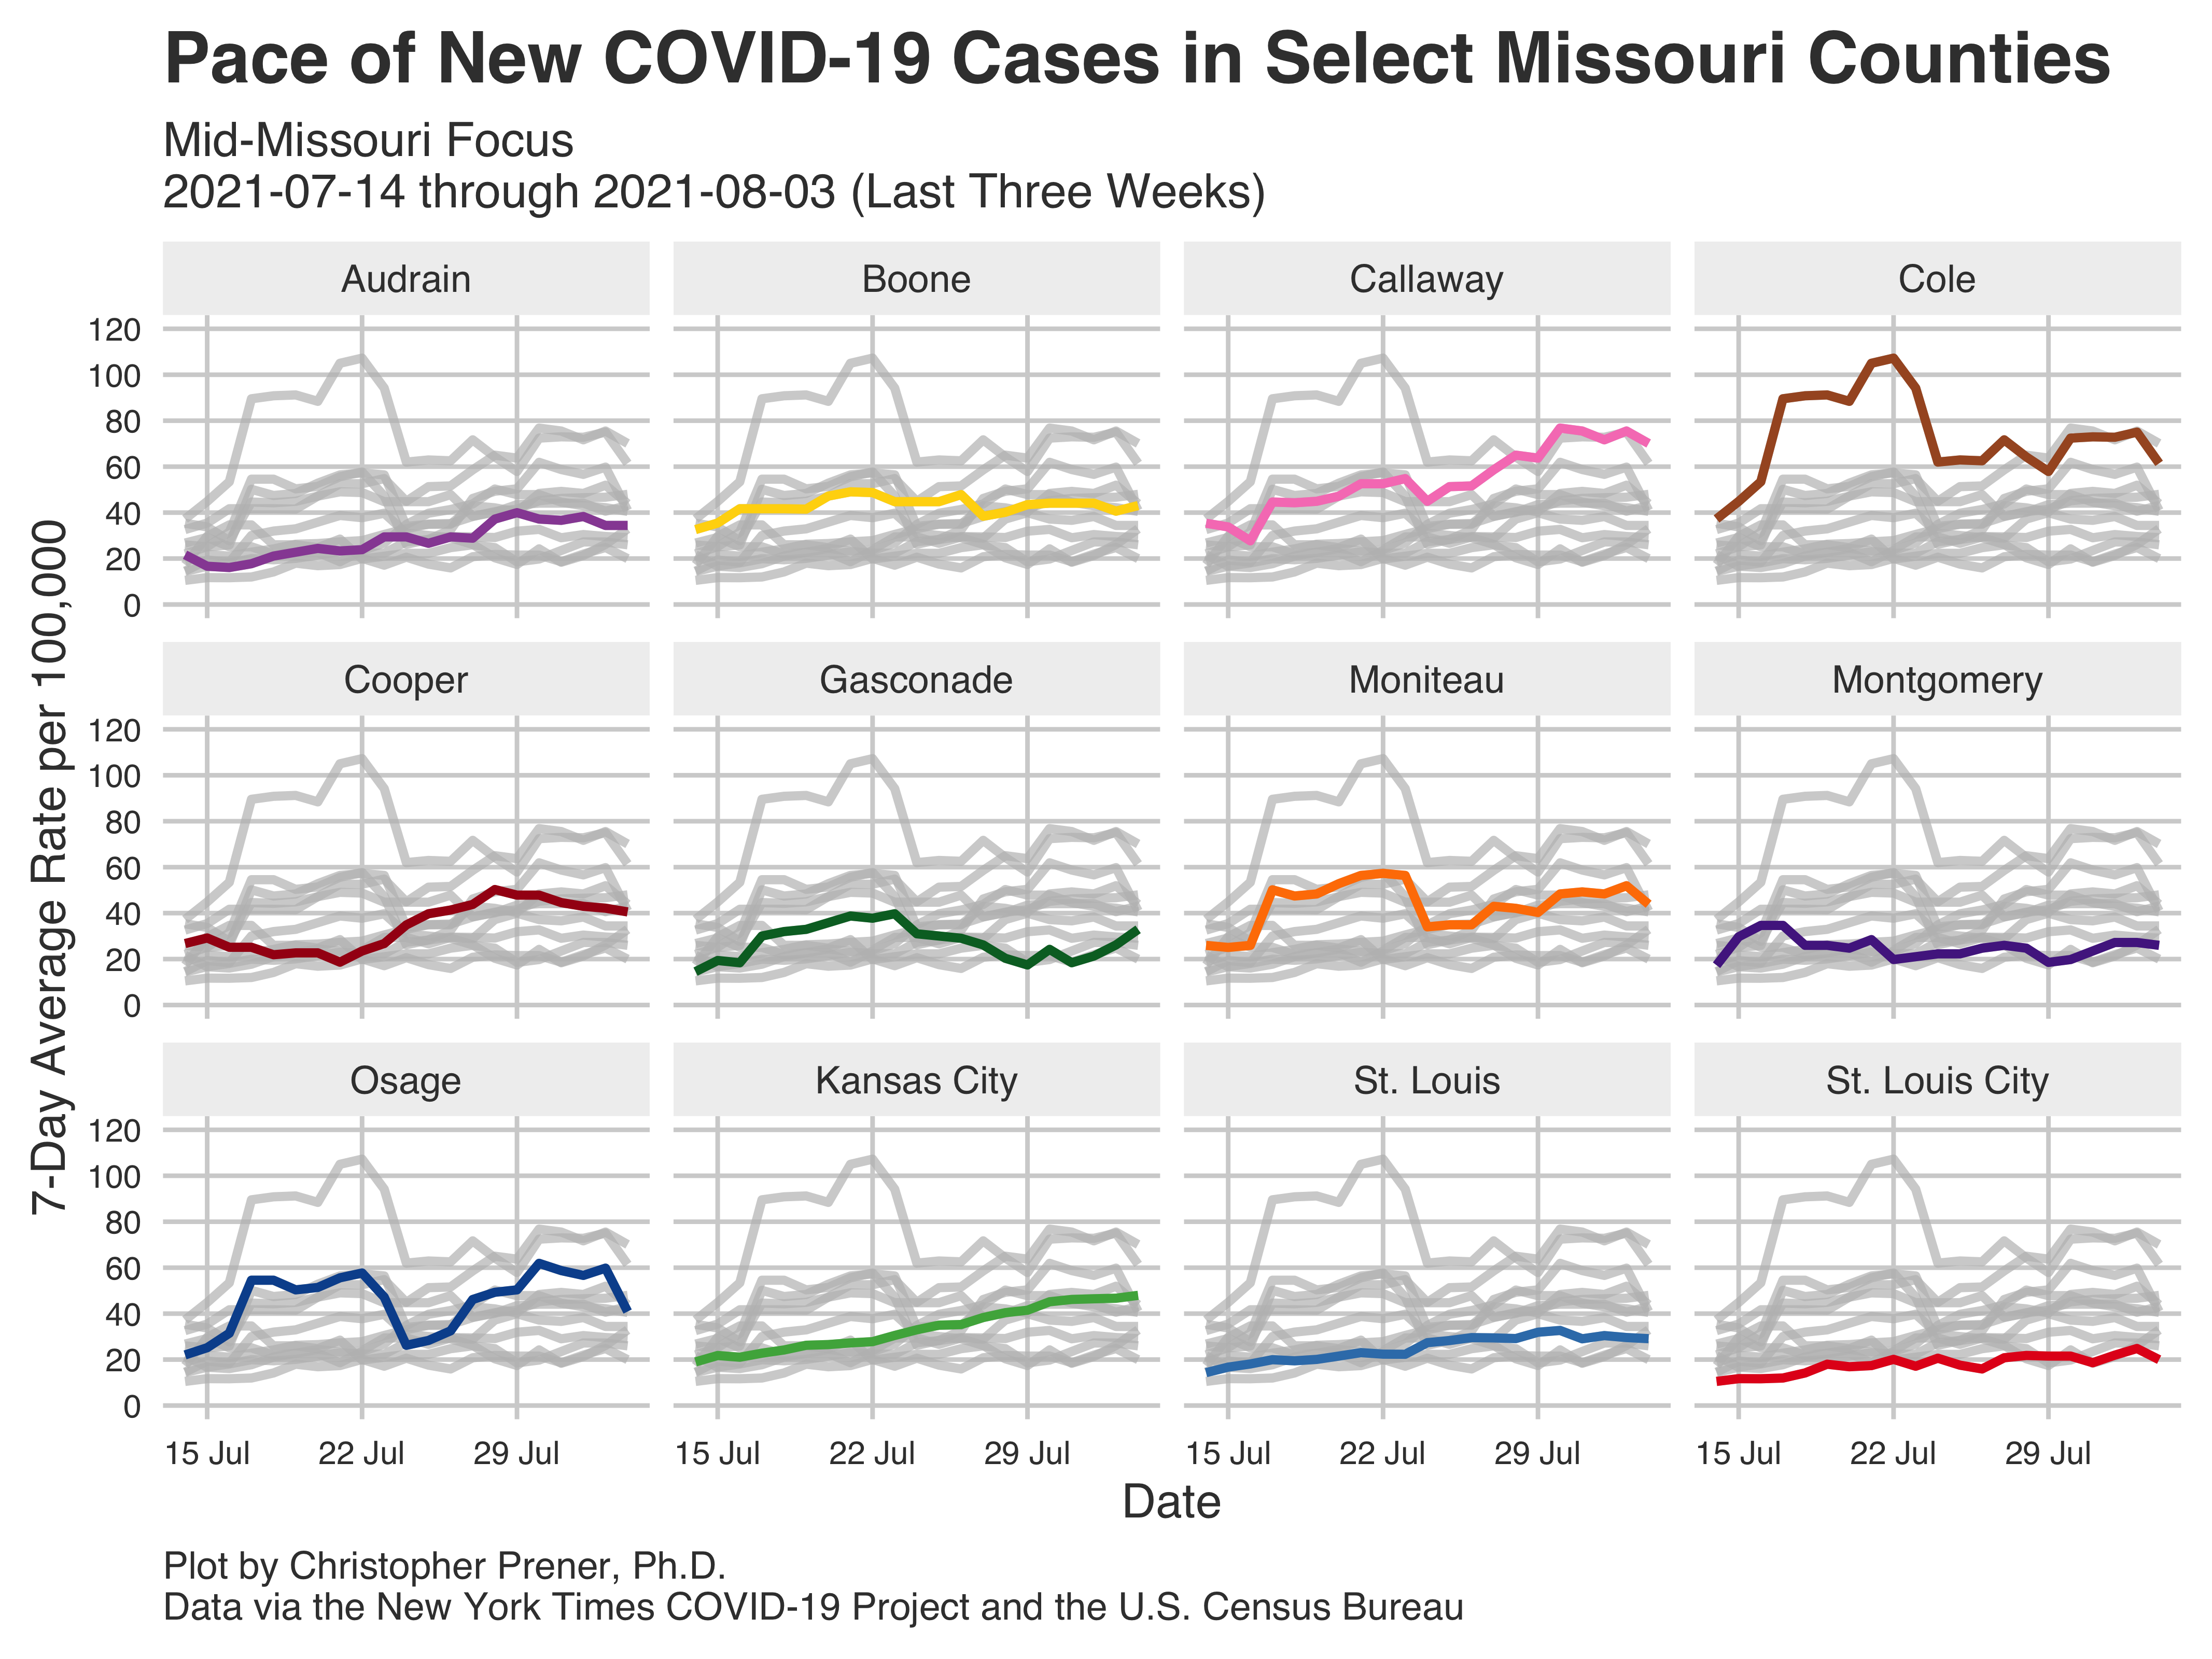 Pace of New COVID-19 Cases in Select Missouri Counties
Mid-Missouri Focus
2021-07-14 through 2021-08-03 (Last Three Weeks)
7-Day Average Rate per 100,000
Audrain
Boone
Callaway
Cole
120
100
80
60
40
20
0
Cooper
Gasconade
Moniteau
Montgomery
120
100
80
60
40
20
0
Osage
Kansas City
St. Louis
St. Louis City
120
100
80
60
40
20
0
15 Jul 22 Jul 29 Jul
15 Jul 22 Jul 29 Jul
15 Jul 22 Jul 29 Jul
15 Jul 22 Jul 29 Jul
Date
Plot by Christopher Prener, Ph.D.
Data via the New York Times COVID-19 Project and the U.S. Census Bureau